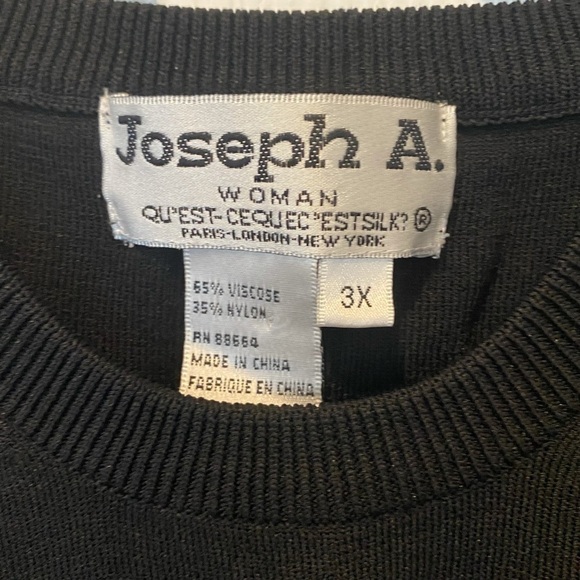 Joseph A.
WOMAN
QU'EST-CEQUEC'ESTSILK?®
PARIS-LONDON-NEW YORK
65% VISCOSE
35% NYLON
3X
RN 88664
MADE IN CHINA
FABRIQUE EN CHINA